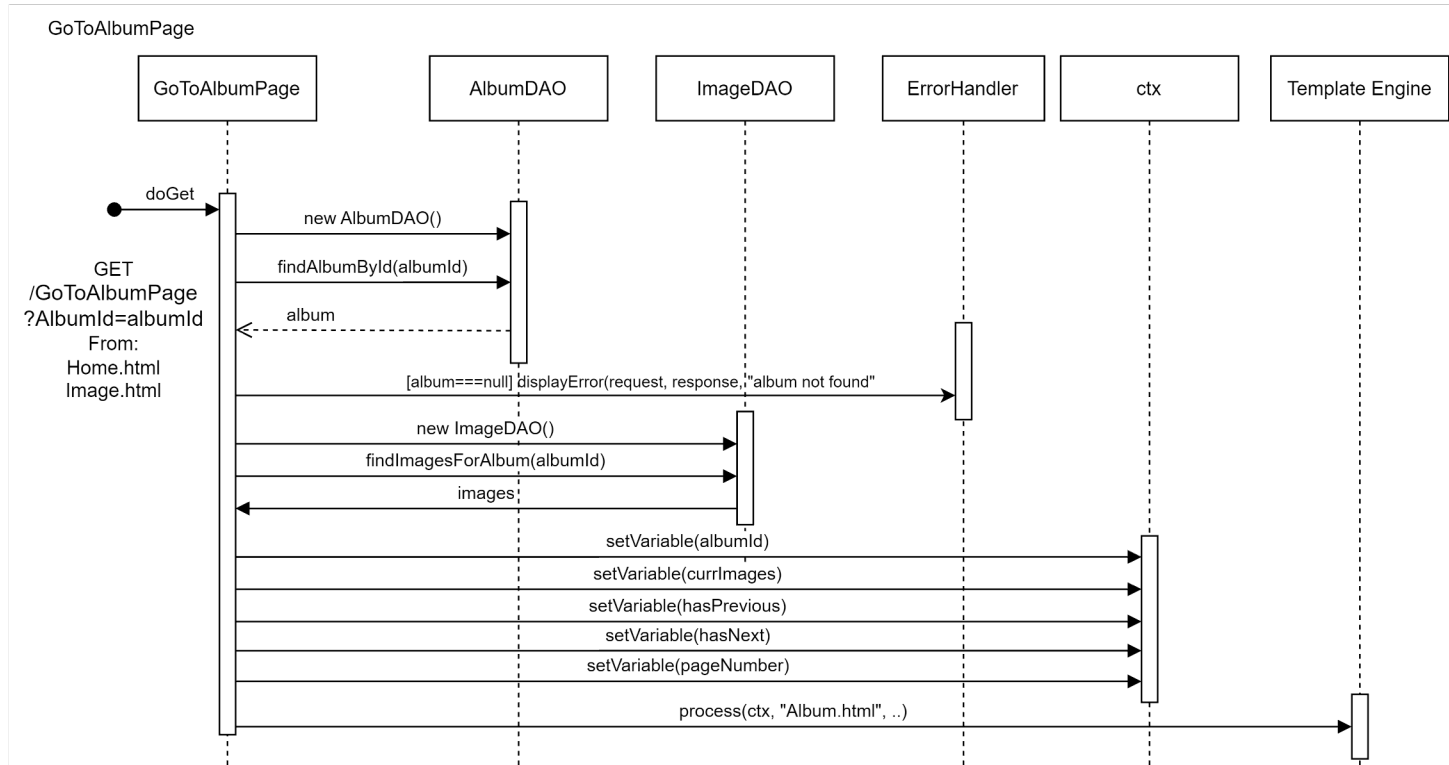 GoToAlbumPage
GoToAlbumPage
AlbumDAO
ImageDAO
ErrorHandler
ctx
Template Engine
doGet
new AlbumDAO()
GET
/GoToAlbumPage
?AlbumId=albumId
From:
Home.html
Image.html
findAlbumById(albumId)
album
[album===null] displayError(request, response, "album not found"
new ImageDAO()
findImagesForAlbum(albumId)
images
setVariable(albumId)
setVariable(currImages)
setVariable(hasPrevious)
setVariable(hasNext)
setVariable(pageNumber)
process(ctx, "Album.html", ..)